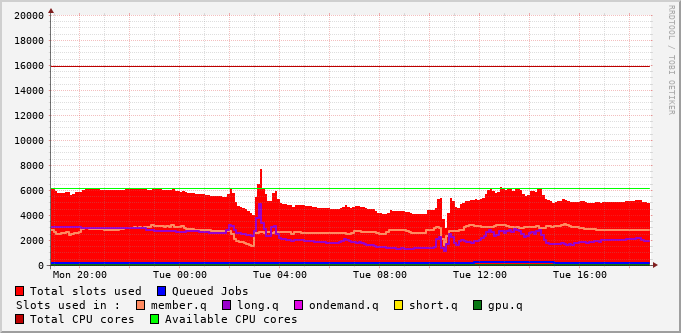 RRDTOOL / TOBI OETIKER
20000
18000
16000
14000
12000
10000
8000
6000
4000
2000
0
Mon 20:00 Tue 00:00 Tue 04:00 Tue 08:00 Tue 12:00 Tue 16:00
Total slots used Queued Jobs
Slots used in : member.q long.q ondemand.q short.q gpu.q
Total CPU cores Available CPU cores